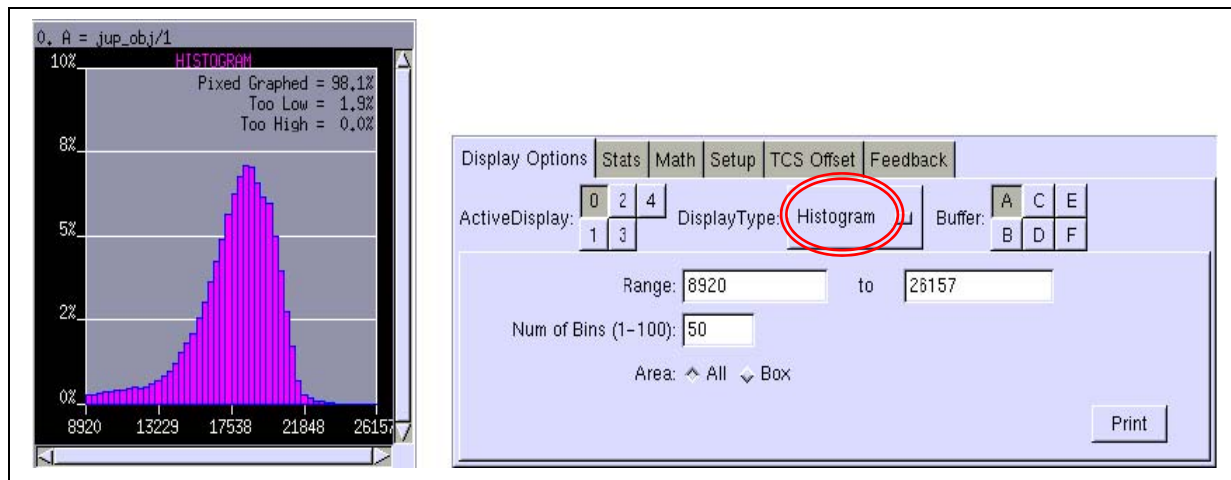 0. A = jup_obj/1
HISTOGRAM
10%
Pixed Graphed = 98.1%
Too Low = 1.9%
Too High = 0.0%
8%
5%
2%
0%
8920 13229 17538 21848 26157
Display Options Stats Math Setup TCS Offset Feedback
ActiveDisplay: 0 2 4 DisplayType: Histogram Buffer: A C E
1 3 B D F
Range: 8920 to 26157
Num of Bins (1-100): 50
Area: All Box
Print